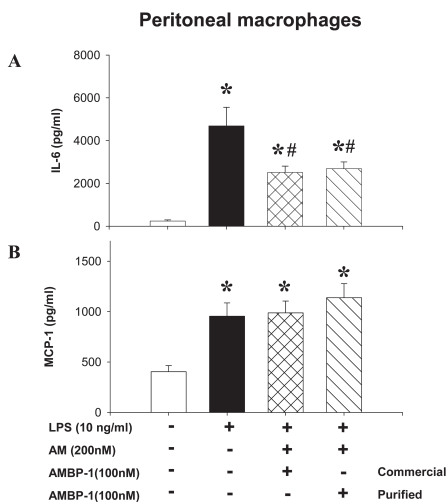 Peritoneal macrophages
A
8000
6000
4000
2000
0
IL-6 (pg/ml)
*
*#
*#
B
1500
1000
500
0
MCP-1 (pg/ml)
*
*
*
LPS (10 ng/ml) - + + +
AM (200nM) - - + +
AMBP-1(100nM) - - + - Commercial
AMBP-1(100nM) - - - + Purified